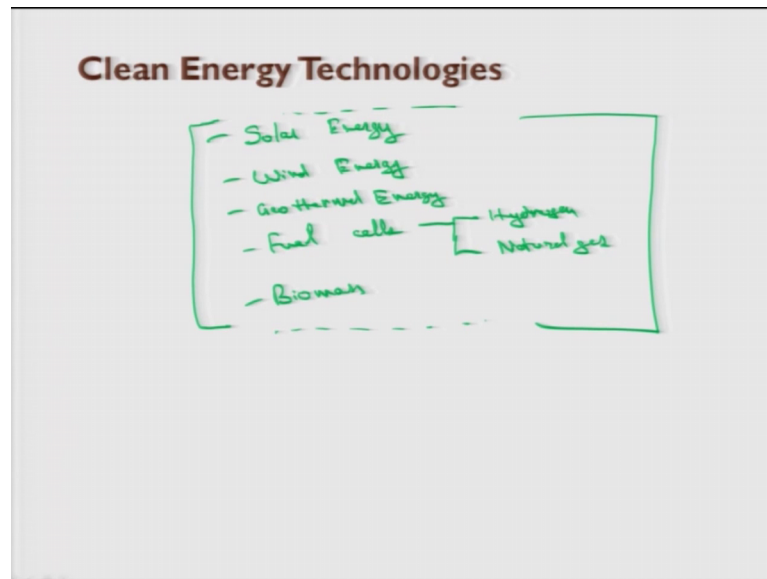 Clean Energy Technologies
- Solar Energy
- Wind Energy
- Geothermal Energy
- Fuel cells
Hydrogen
Natural gas
- Biomass